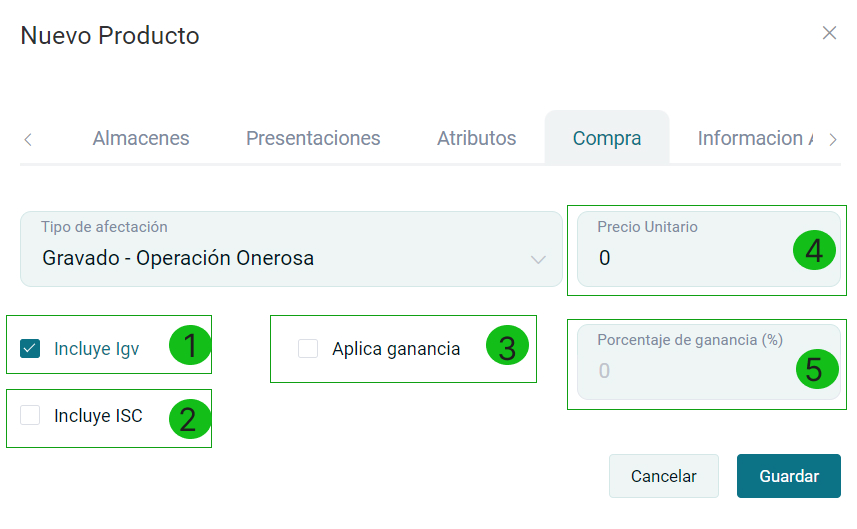 Nuevo Producto
Almacenes Presentaciones Atributos Compra Informacion A
Tipo de afectación
Gravado - Operación Onerosa
Precio Unitario
0
4
Incluye Igv
1
Aplica ganancia
3
Porcentaje de ganancia (%)
0
5
Incluye ISC
2
Cancelar
Guardar